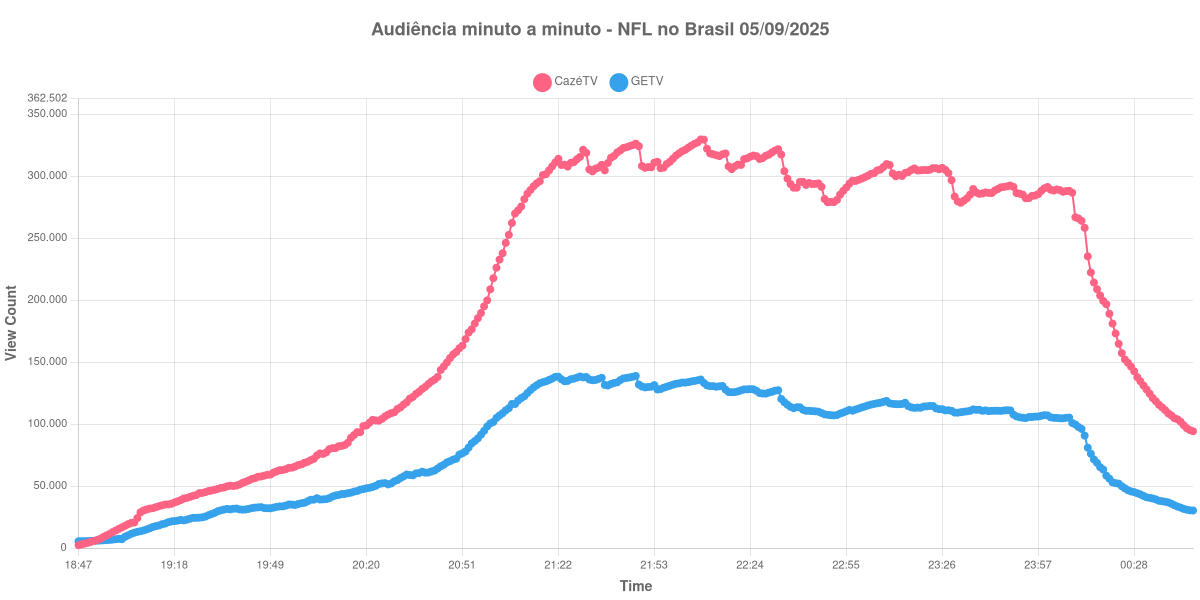 Audiência minuto a minuto - NFL no Brasil 05/09/2025
CazéTV GETV
362.502
350.000
300.000
250.000
200.000
150.000
100.000
50.000
0
View Count
18:47 19:18 19:49 20:20 20:51 21:22 21:53 22:24 22:55 23:26 23:57 00:28
Time